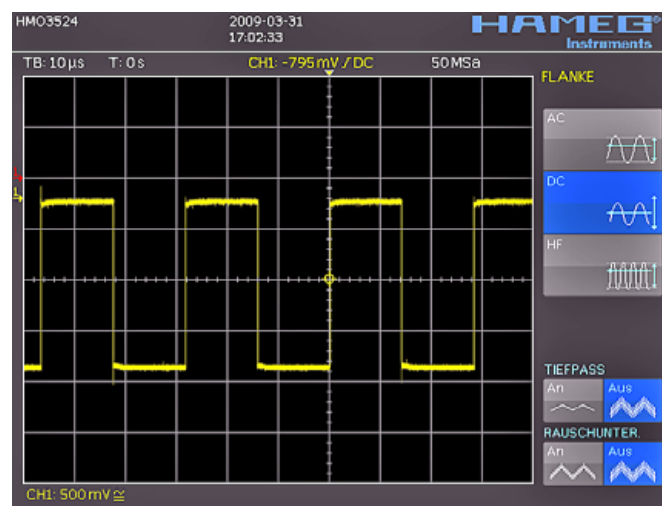 HMO3524
2009-03-31
17:02:33
HAMEG®
Instruments
TB: 10 µs T: 0 s CH1: -795 mV / DC 50 MSa
FLANKE
AC
DC
HF
1
TIEFPASS
An Aus
RAUSCHUNTER.
An Aus
CH1: 500 mV ≅